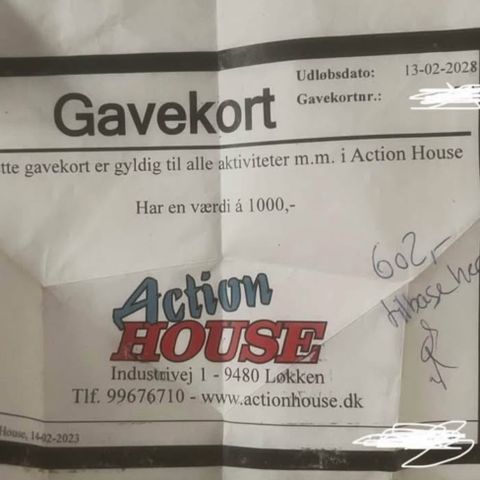 Udløbsdato: 13-02-2028
Gavekort
Gavekortnr.:
tte gavekort er gyldig til alle aktiviteter m.m. i Action House
Har en værdi á 1000,-
602,-
Action
HOUSE
Industrivej 1 - 9480 Løkken
Tlf. 99676710 - www.actionhouse.dk
House, 14-02-2023